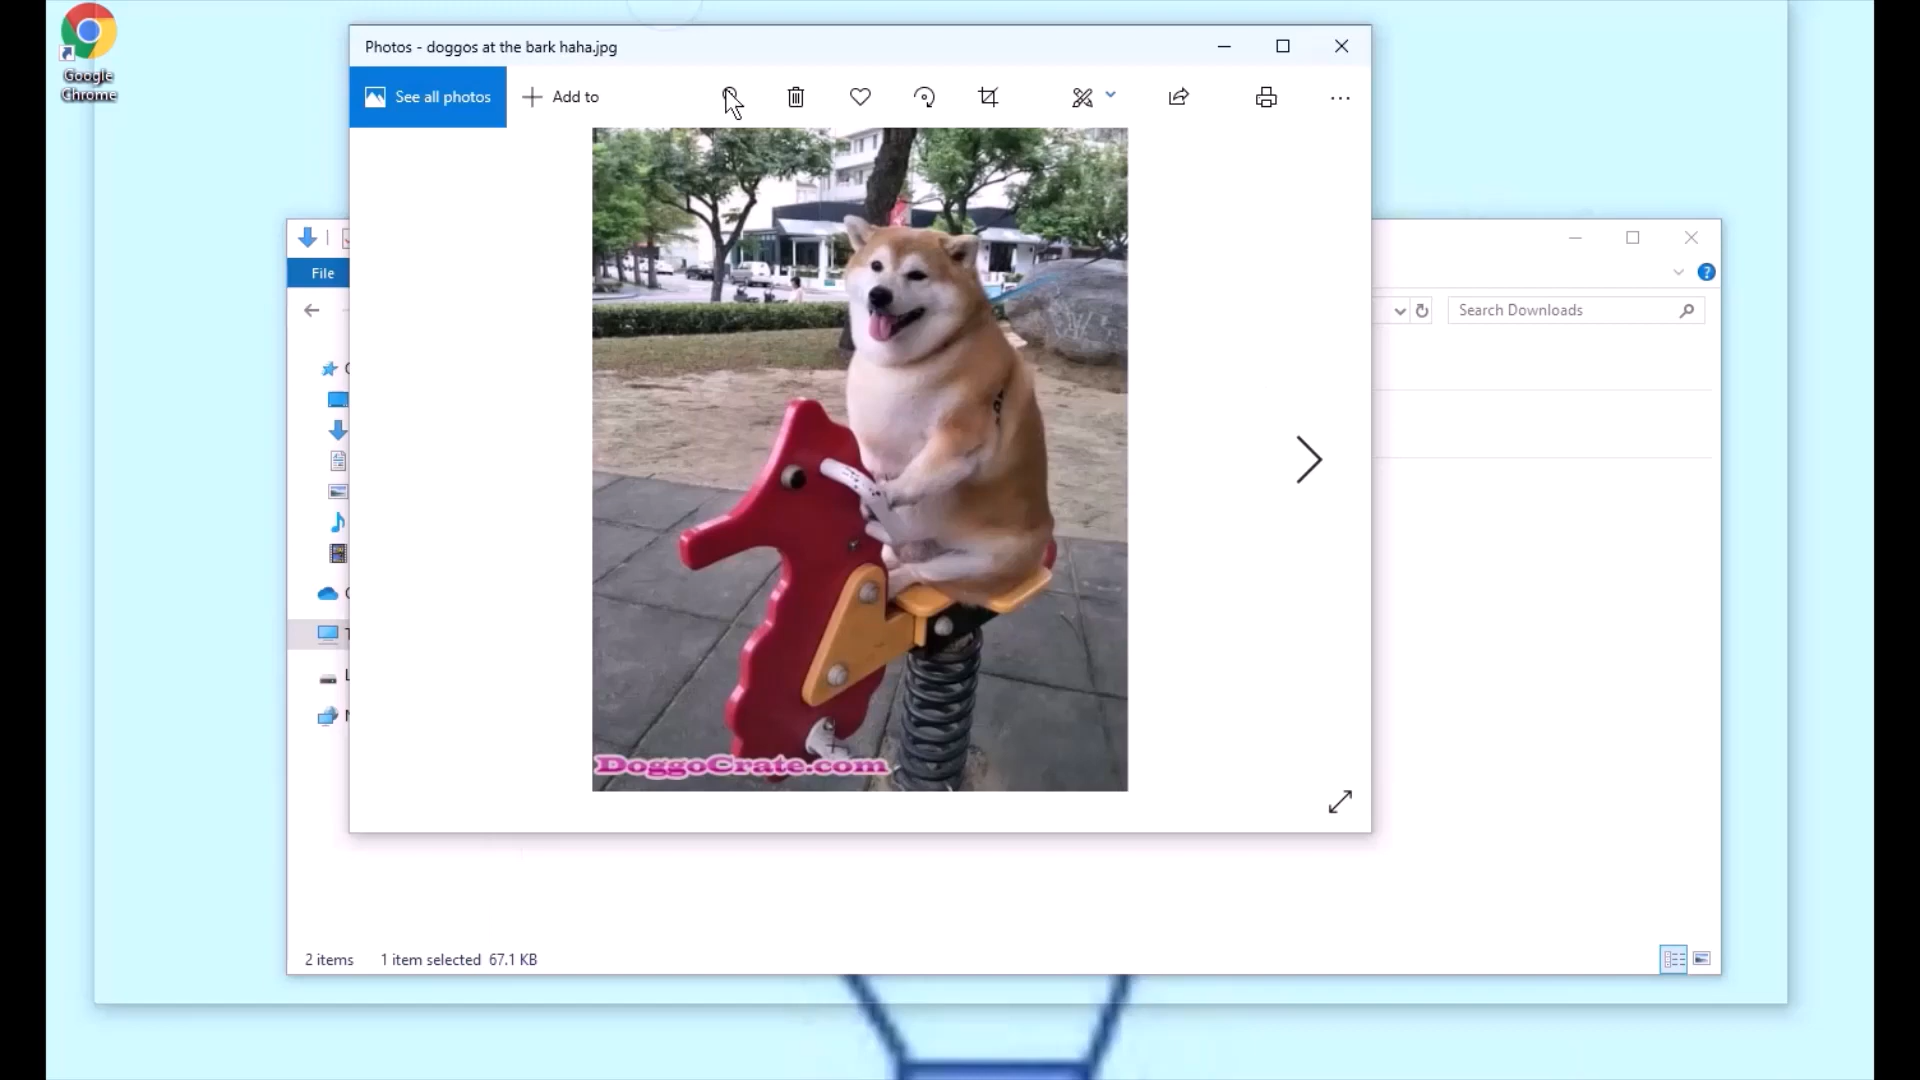 Google
Chrome
Photos - doggos at the bark haha.jpg
See all photos
Add to
File
Search Downloads
DoggoCrate.com
2 items
1 item selected 67.1 KB